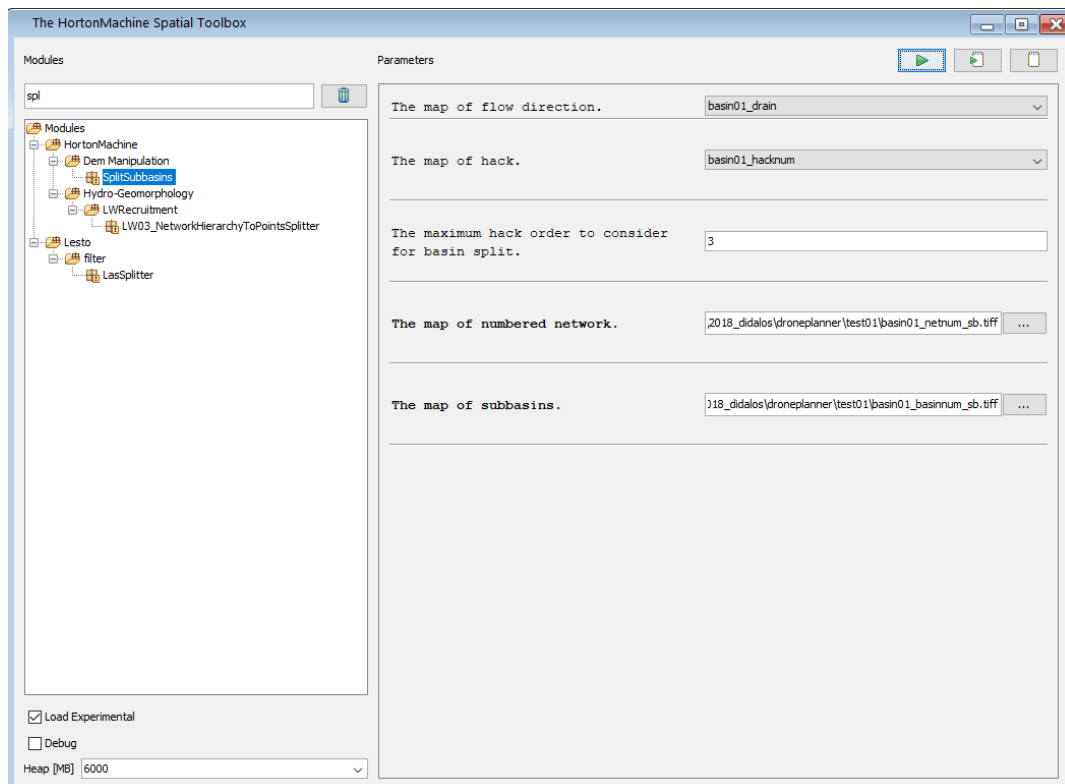 The HortonMachine Spatial Toolbox
Modules
Parameters
spl
Modules
HortonMachine
Dem Manipulation
SplitSubbasins
Hydro-Geomorphology
LWRecruitment
LW03_NetworkHierarchyToPointsSplitter
Lesto
filter
LasSplitter
The map of flow direction.
basin01_drain
The map of hack.
basin01_hacknum
The maximum hack order to consider
for basin split.
3
The map of numbered network.
2018_didalos\droneplanner\test01\basin01_netnum_sb.tiff
...
The map of subbasins.
018_didalos\droneplanner\test01\basin01_basinnum_sb.tiff
...
Load Experimental
Debug
Heap [MB] 6000